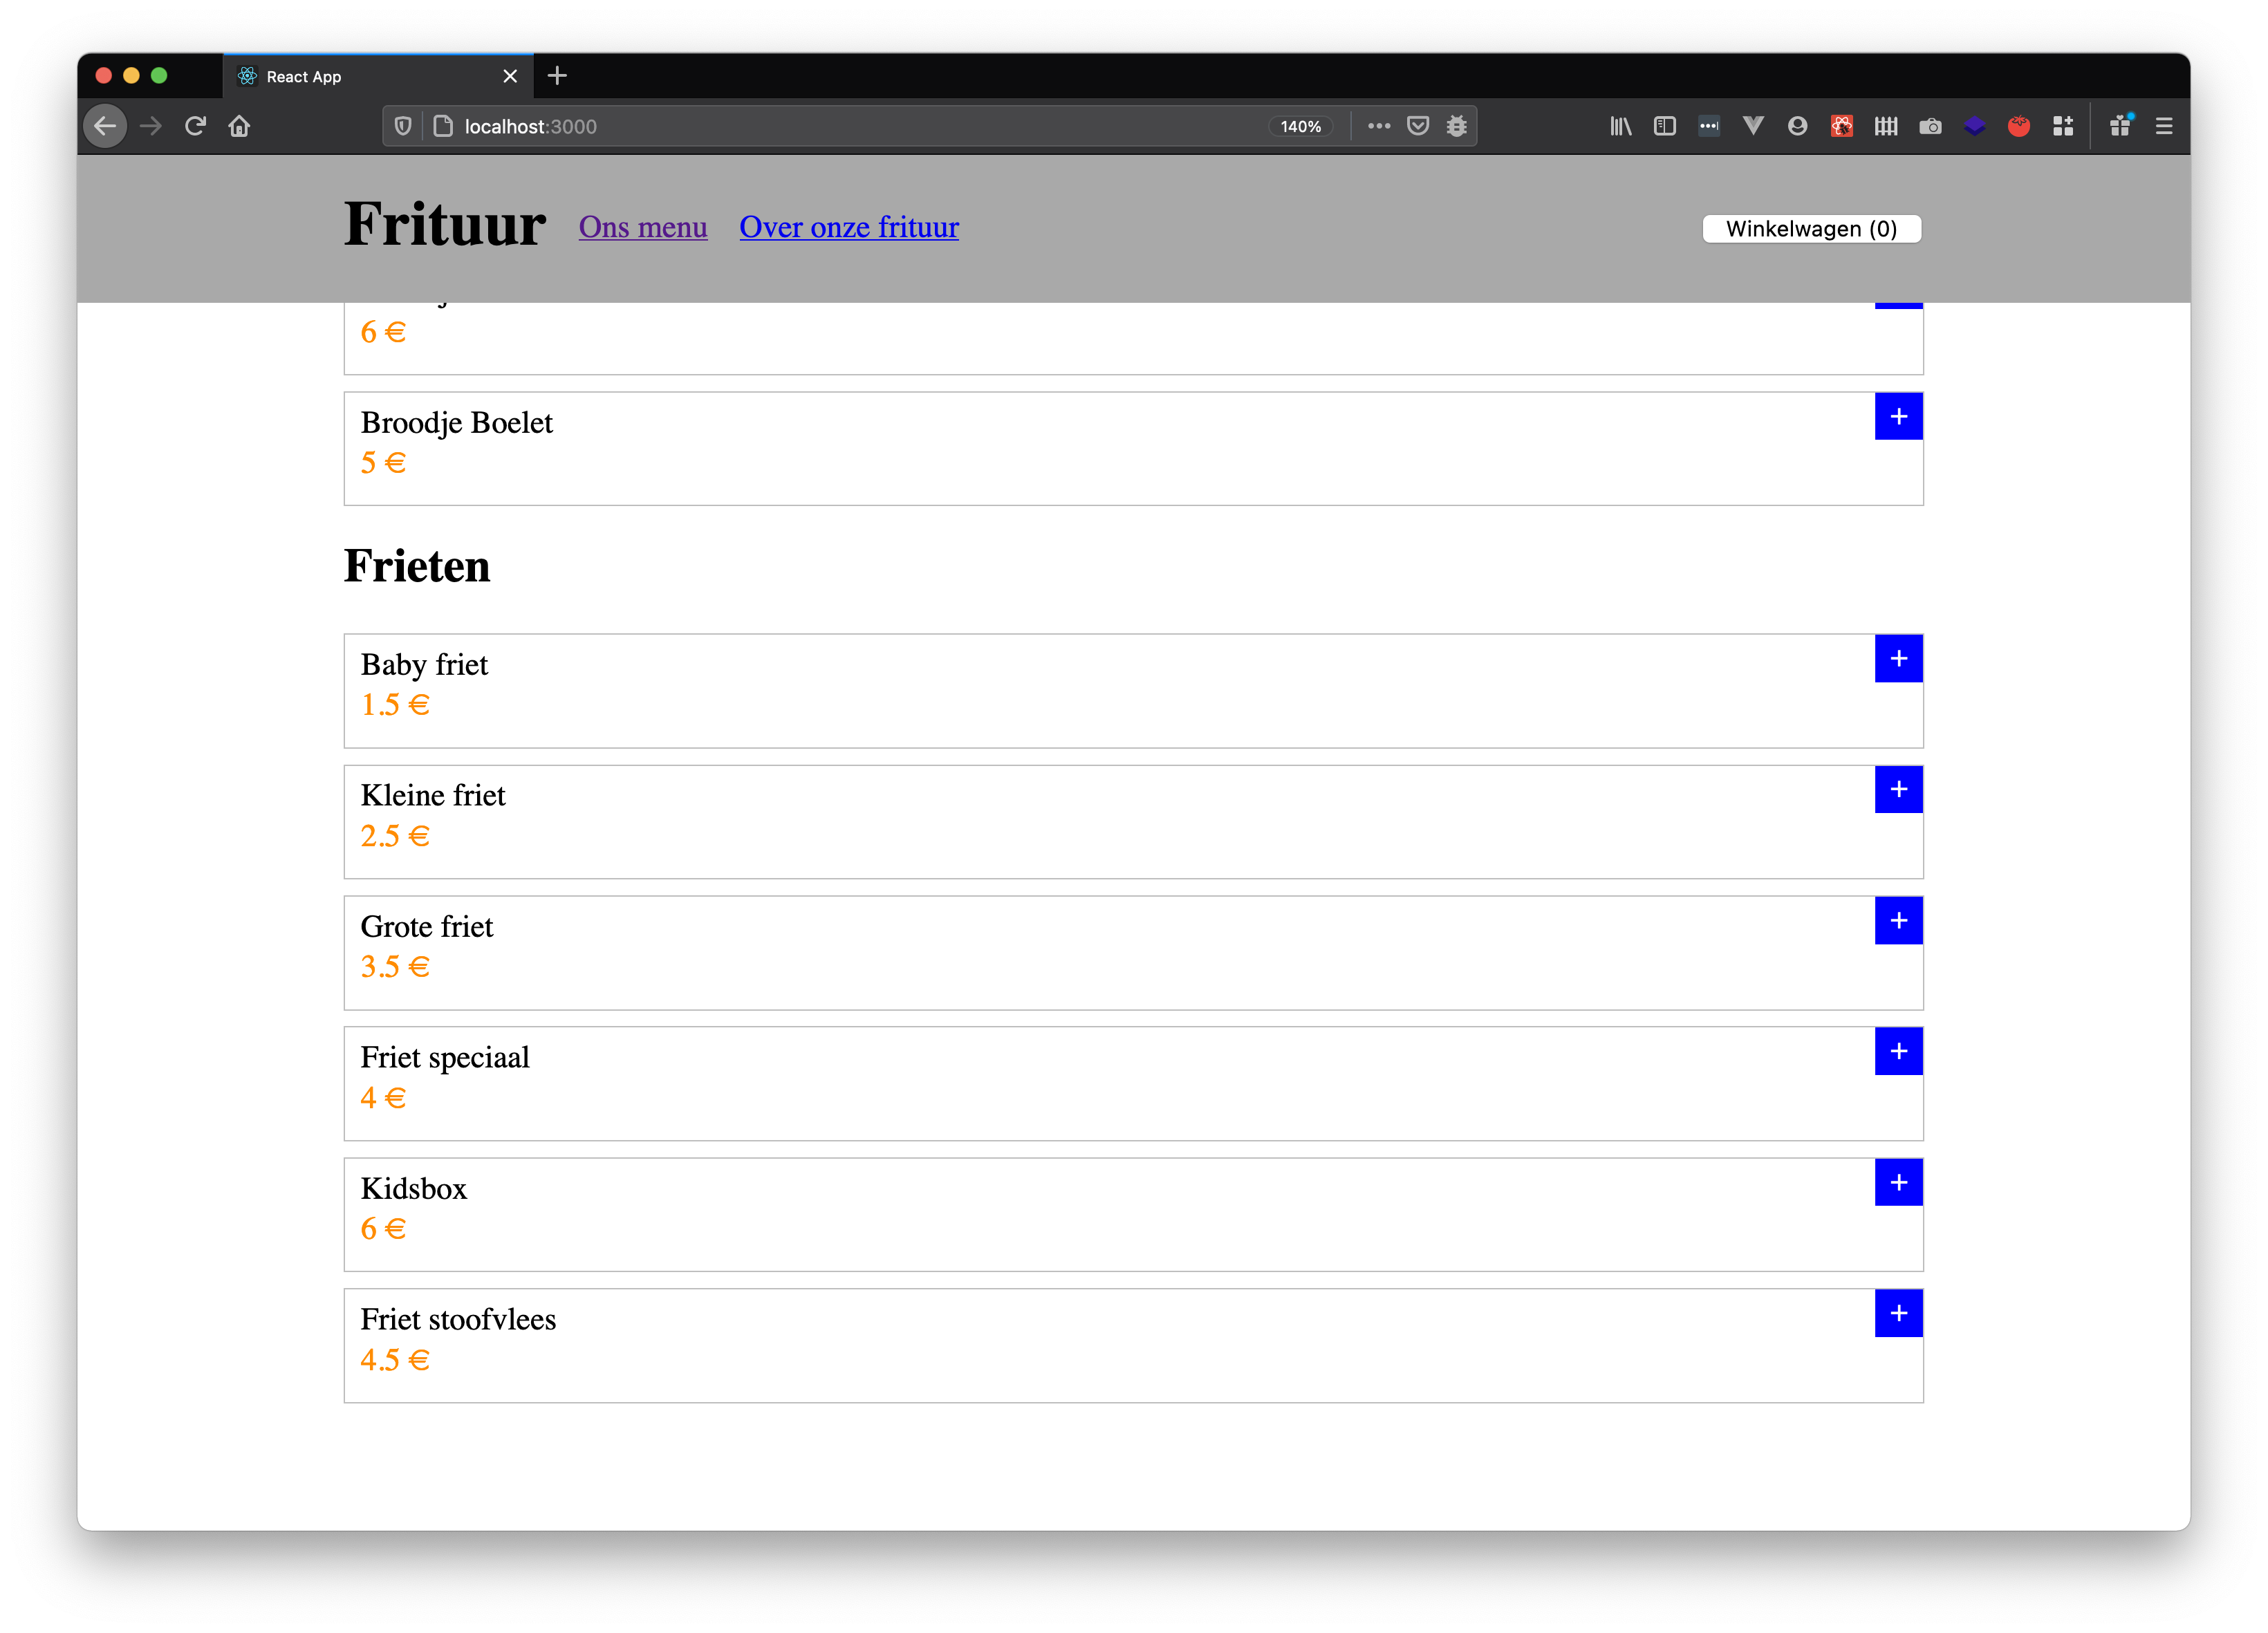 React App
localhost:3000
140%
Frituur
Ons menu
Over onze frituur
Winkelwagen (0)
6 €
Broodje Boelet
+
5 €
Frieten
Baby friet
+
1.5 €
Kleine friet
+
2.5 €
Grote friet
+
3.5 €
Friet speciaal
+
4 €
Kidsbox
+
6 €
Friet stoofvlees
+
4.5 €